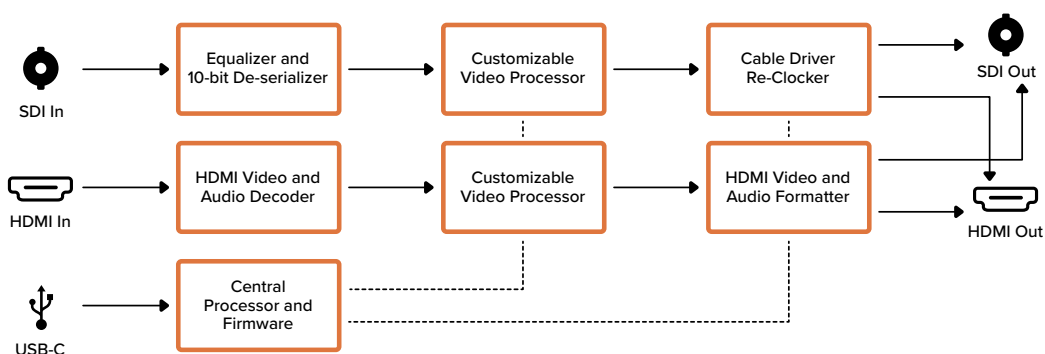 SDI In
Equalizer and
10-bit De-serializer
Customizable
Video Processor
Cable Driver
Re-Clocker
SDI Out
HDMI In
HDMI Video and
Audio Decoder
Customizable
Video Processor
HDMI Video and
Audio Formatter
HDMI Out
USB-C
Central
Processor and
Firmware